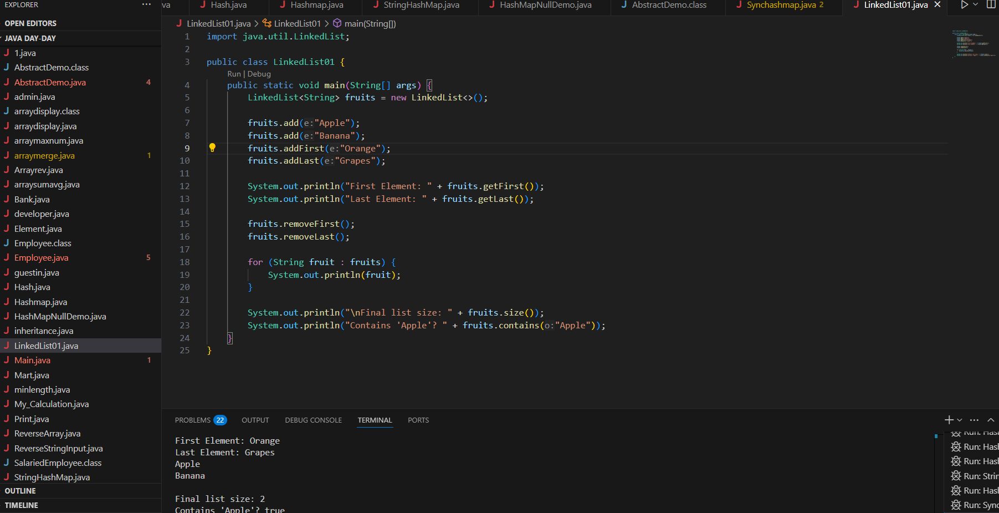 EXPLORER
···
OPEN EDITORS
JAVA DAY-DAY
1.java
AbstractDemo.class
AbstractDemo.java 4
admin.java
arraydisplay.class
arraydisplay.java
arraymaxnum.java
arraymerge.java 1
Arrayrev.java
arraysumavg.java
Bank.java
developer.java
Element.java
Employee.class
Employee.java 5
guestin.java
Hash.java
Hashmap.java
HashMapNullDemo.java
inheritance.java
LinkedList01.java
Main.java 1
Mart.java
minlength.java
My_Calculation.java
Print.java
ReverseArray.java
ReverseStringInput.java
SalariedEmployee.class
StringHashMap.java
OUTLINE
TIMELINE
va Hash.java Hashmap.java StringHashMap.java HashMapNullDemo.java AbstractDemo.class Synchashmap.java 2 LinkedList01.java
LinkedList01.java > LinkedList01 > main(String[])
1 import java.util.LinkedList;
2
3 public class LinkedList01 {
Run | Debug
4 public static void main(String[] args) {
5 LinkedList<String> fruits = new LinkedList<>();
6
7 fruits.add(e:"Apple");
8 fruits.add(e:"Banana");
9 fruits.addFirst(e:"Orange");
10 fruits.addLast(e:"Grapes");
11
12 System.out.println("First Element: " + fruits.getFirst());
13 System.out.println("Last Element: " + fruits.getLast());
14
15 fruits.removeFirst();
16 fruits.removeLast();
17
18 for (String fruit : fruits) {
19 System.out.println(fruit);
20 }
21
22 System.out.println("\nFinal list size: " + fruits.size());
23 System.out.println("Contains 'Apple'? " + fruits.contains(o:"Apple"));
24 }
25 }
PROBLEMS 22 OUTPUT DEBUG CONSOLE TERMINAL PORTS
First Element: Orange
Last Element: Grapes
Apple
Banana
Final list size: 2
Contains 'Apple'? true
Run: Hasl
Run: Hasl
Run: Hasl
Run: Strin
Run: Hasl
Run: Sync